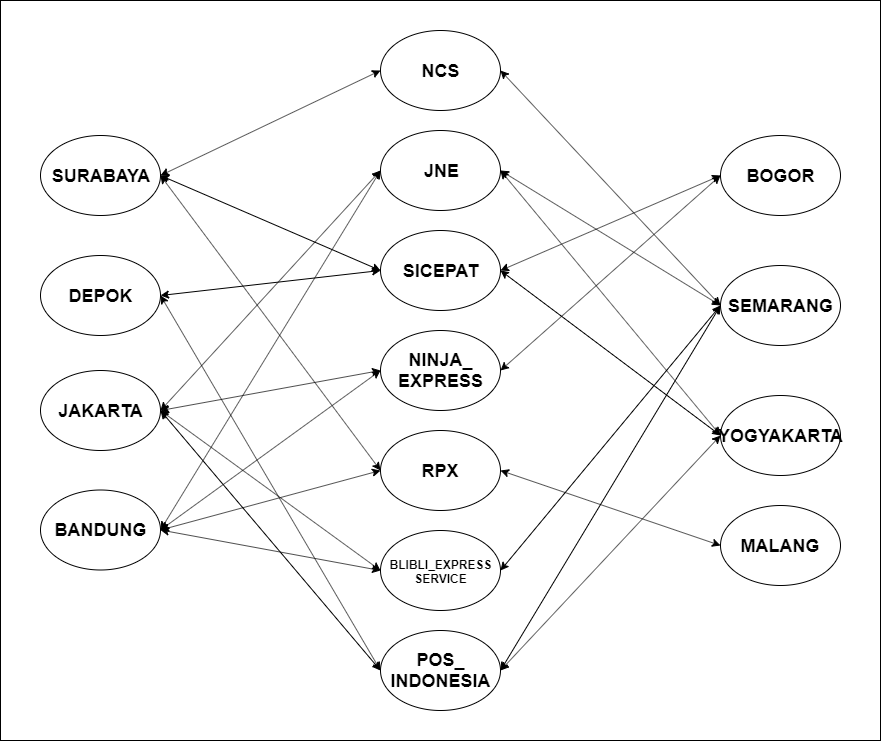 NCS
JNE
SICEPAT
NINJA_
EXPRESS
RPX
BLIBLI_EXPRESS
SERVICE
POS_
INDONESIA
SURABAYA
DEPOK
JAKARTA
BANDUNG
BOGOR
SEMARANG
YOGYAKARTA
MALANG